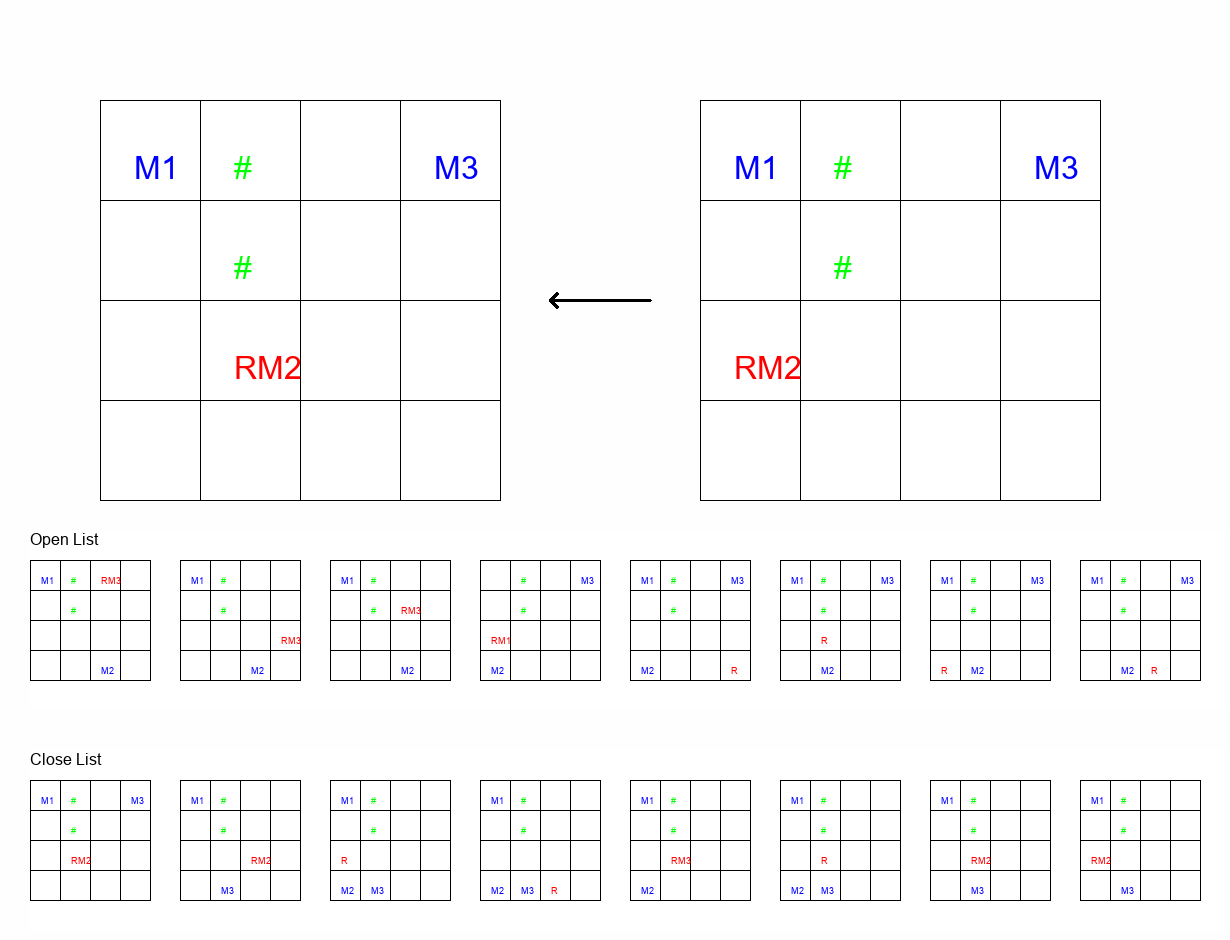 M1 # M3 M1 # M3
# #
RM2 RM2
Open List
M1 # RM3 M1 # M1 # # M3 M1 # M3 M1 # M3 M1 # M3 M1 # M3
# # # RM3 # # # # #
RM3 RM1 R
M2 M2 M2 M2 M2 R M2 R M2 M2 R
Close List
M1 # M3 M1 # M1 # M1 # M1 # M1 # M1 # M1 #
# # # # # # # #
RM2 RM2 R RM3 R RM2 RM2
M3 M2 M3 M2 M3 R M2 M2 M3 M3 M3